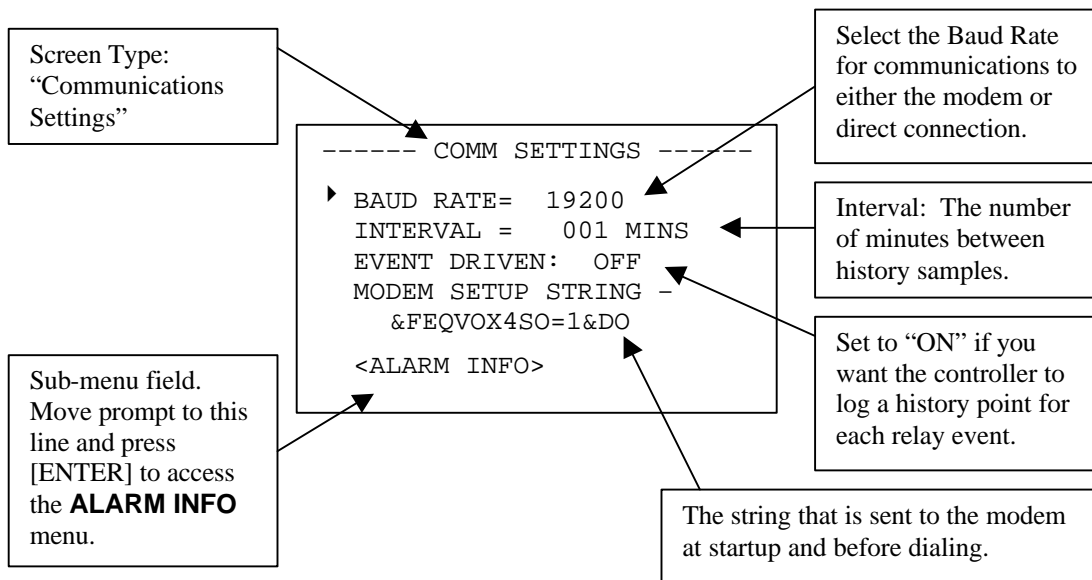 Screen Type:
“Communications
Settings”
Select the Baud Rate
for communications to
either the modem or
direct connection.
------ COMM SETTINGS ------
BAUD RATE= 19200
INTERVAL = 001 MINS
EVENT DRIVEN: OFF
MODEM SETUP STRING –
&FEQVOX4SO=1&DO
<ALARM INFO>
Interval: The number
of minutes between
history samples.
Set to “ON” if you
want the controller to
log a history point for
each relay event.
Sub-menu field.
Move prompt to this
line and press
[ENTER] to access
the ALARM INFO
menu.
The string that is sent to the modem
at startup and before dialing.